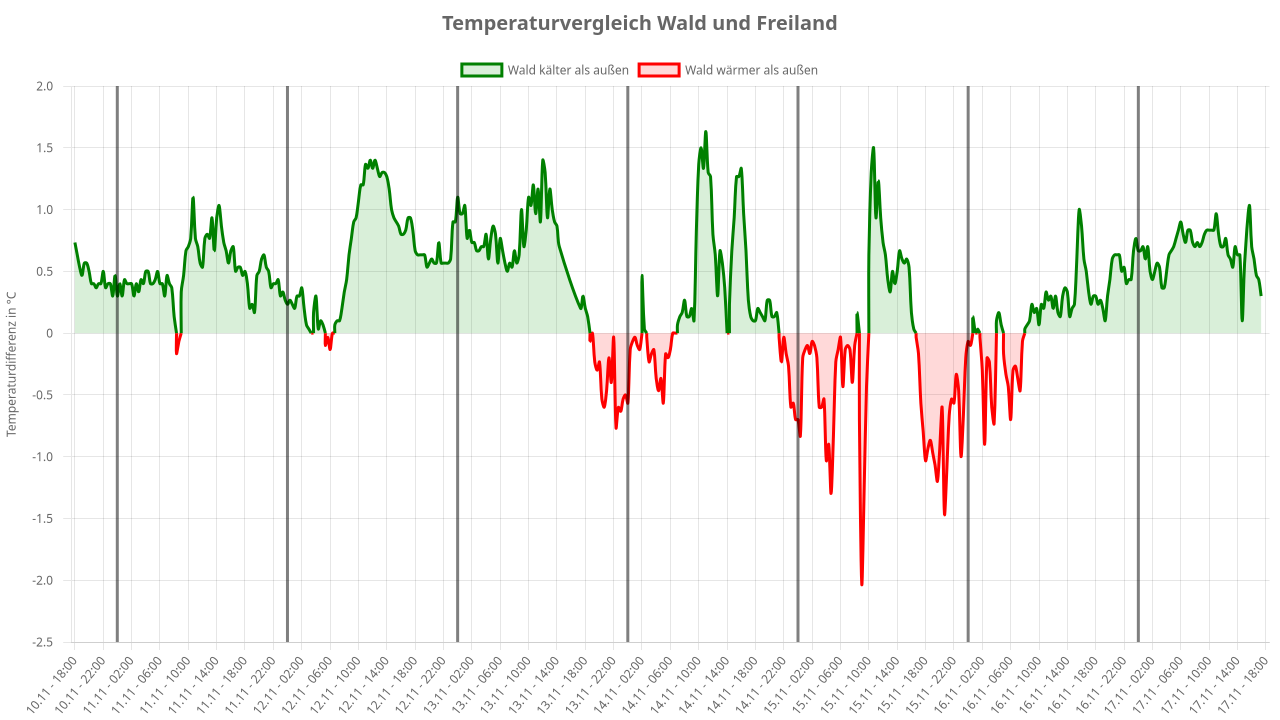 Temperaturvergleich Wald und Freiland
Wald kälter als außen
Wald wärmer als außen
Temperaturdifferenz in °C
2.0
1.5
1.0
0.5
0
-0.5
-1.0
-1.5
-2.0
-2.5
10.11 - 18:00
10.11 - 22:00
11.11 - 02:00
11.11 - 06:00
11.11 - 10:00
11.11 - 14:00
11.11 - 18:00
11.11 - 22:00
12.11 - 02:00
12.11 - 06:00
12.11 - 10:00
12.11 - 14:00
12.11 - 18:00
12.11 - 22:00
13.11 - 02:00
13.11 - 06:00
13.11 - 10:00
13.11 - 14:00
13.11 - 18:00
13.11 - 22:00
14.11 - 02:00
14.11 - 06:00
14.11 - 10:00
14.11 - 14:00
14.11 - 18:00
14.11 - 22:00
15.11 - 02:00
15.11 - 06:00
15.11 - 10:00
15.11 - 14:00
15.11 - 18:00
15.11 - 22:00
16.11 - 02:00
16.11 - 06:00
16.11 - 10:00
16.11 - 14:00
16.11 - 18:00
16.11 - 22:00
17.11 - 02:00
17.11 - 06:00
17.11 - 10:00
17.11 - 14:00
17.11 - 18:00